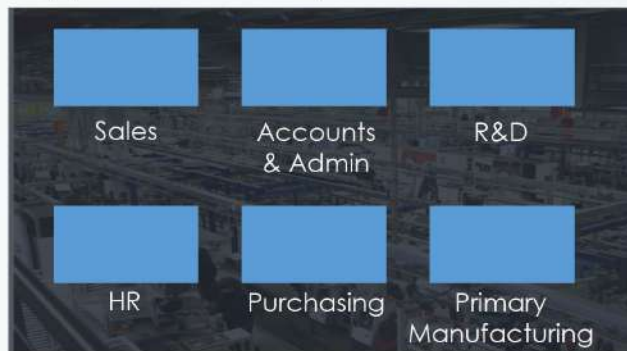 Sales
Accounts
& Admin
R&D
HR
Purchasing
Primary
Manufacturing